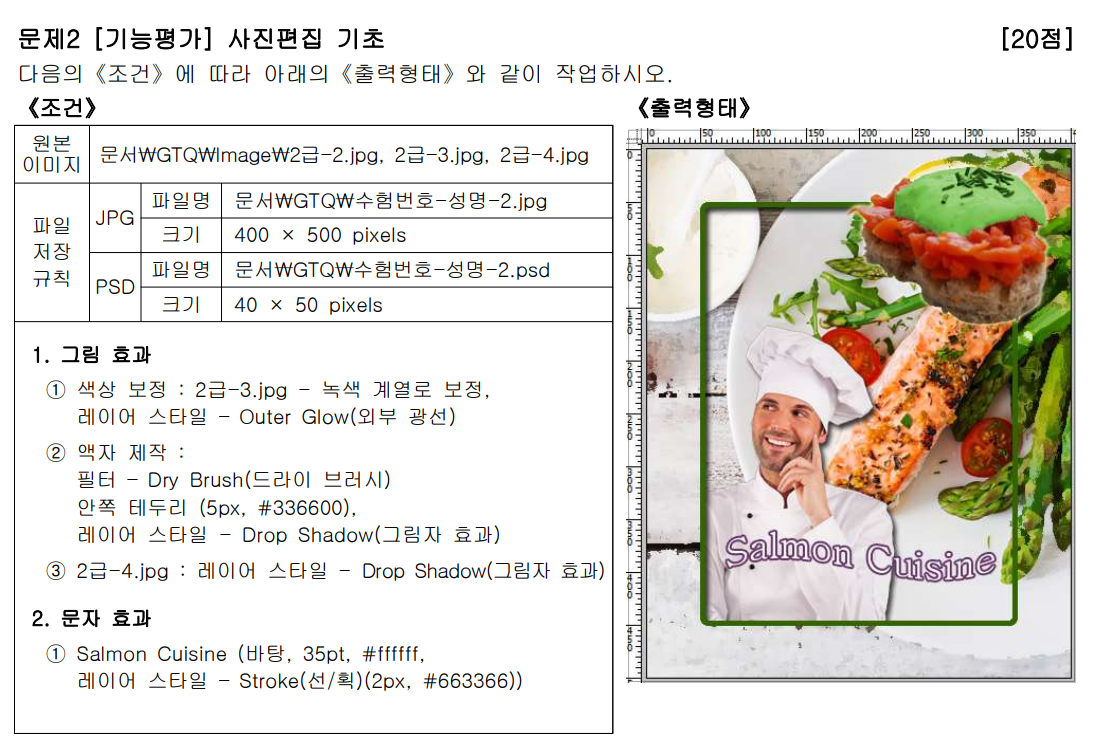 문제2 [기능평가] 사진편집 기초 [20점]
다음의《조건》에 따라 아래의《출력형태》와 같이 작업하시오.
《조건》 《출력형태》
원본
이미지
문서₩GTQ₩Image₩2급-2.jpg, 2급-3.jpg, 2급-4.jpg
파일
저장
규칙
JPG
파일명 문서₩GTQ₩수험번호-성명-2.jpg
크기 400 × 500 pixels
PSD
파일명 문서₩GTQ₩수험번호-성명-2.psd
크기 40 × 50 pixels
1. 그림 효과
① 색상 보정 : 2급-3.jpg - 녹색 계열로 보정,
레이어 스타일 - Outer Glow(외부 광선)
② 액자 제작 :
필터 - Dry Brush(드라이 브러시)
안쪽 테두리 (5px, #336600),
레이어 스타일 - Drop Shadow(그림자 효과)
③ 2급-4.jpg : 레이어 스타일 - Drop Shadow(그림자 효과)
2. 문자 효과
① Salmon Cuisine (바탕, 35pt, #ffffff,
레이어 스타일 - Stroke(선/획)(2px, #663366))
0 50 100 150 200 250 300 350
0
50
100
150
200
250
300
350
400
450
Salmon Cuisine